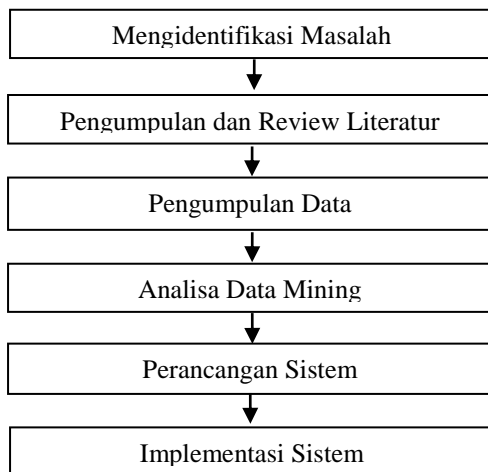 Mengidentifikasi Masalah
Pengumpulan dan Review Literatur
Pengumpulan Data
Analisa Data Mining
Perancangan Sistem
Implementasi Sistem